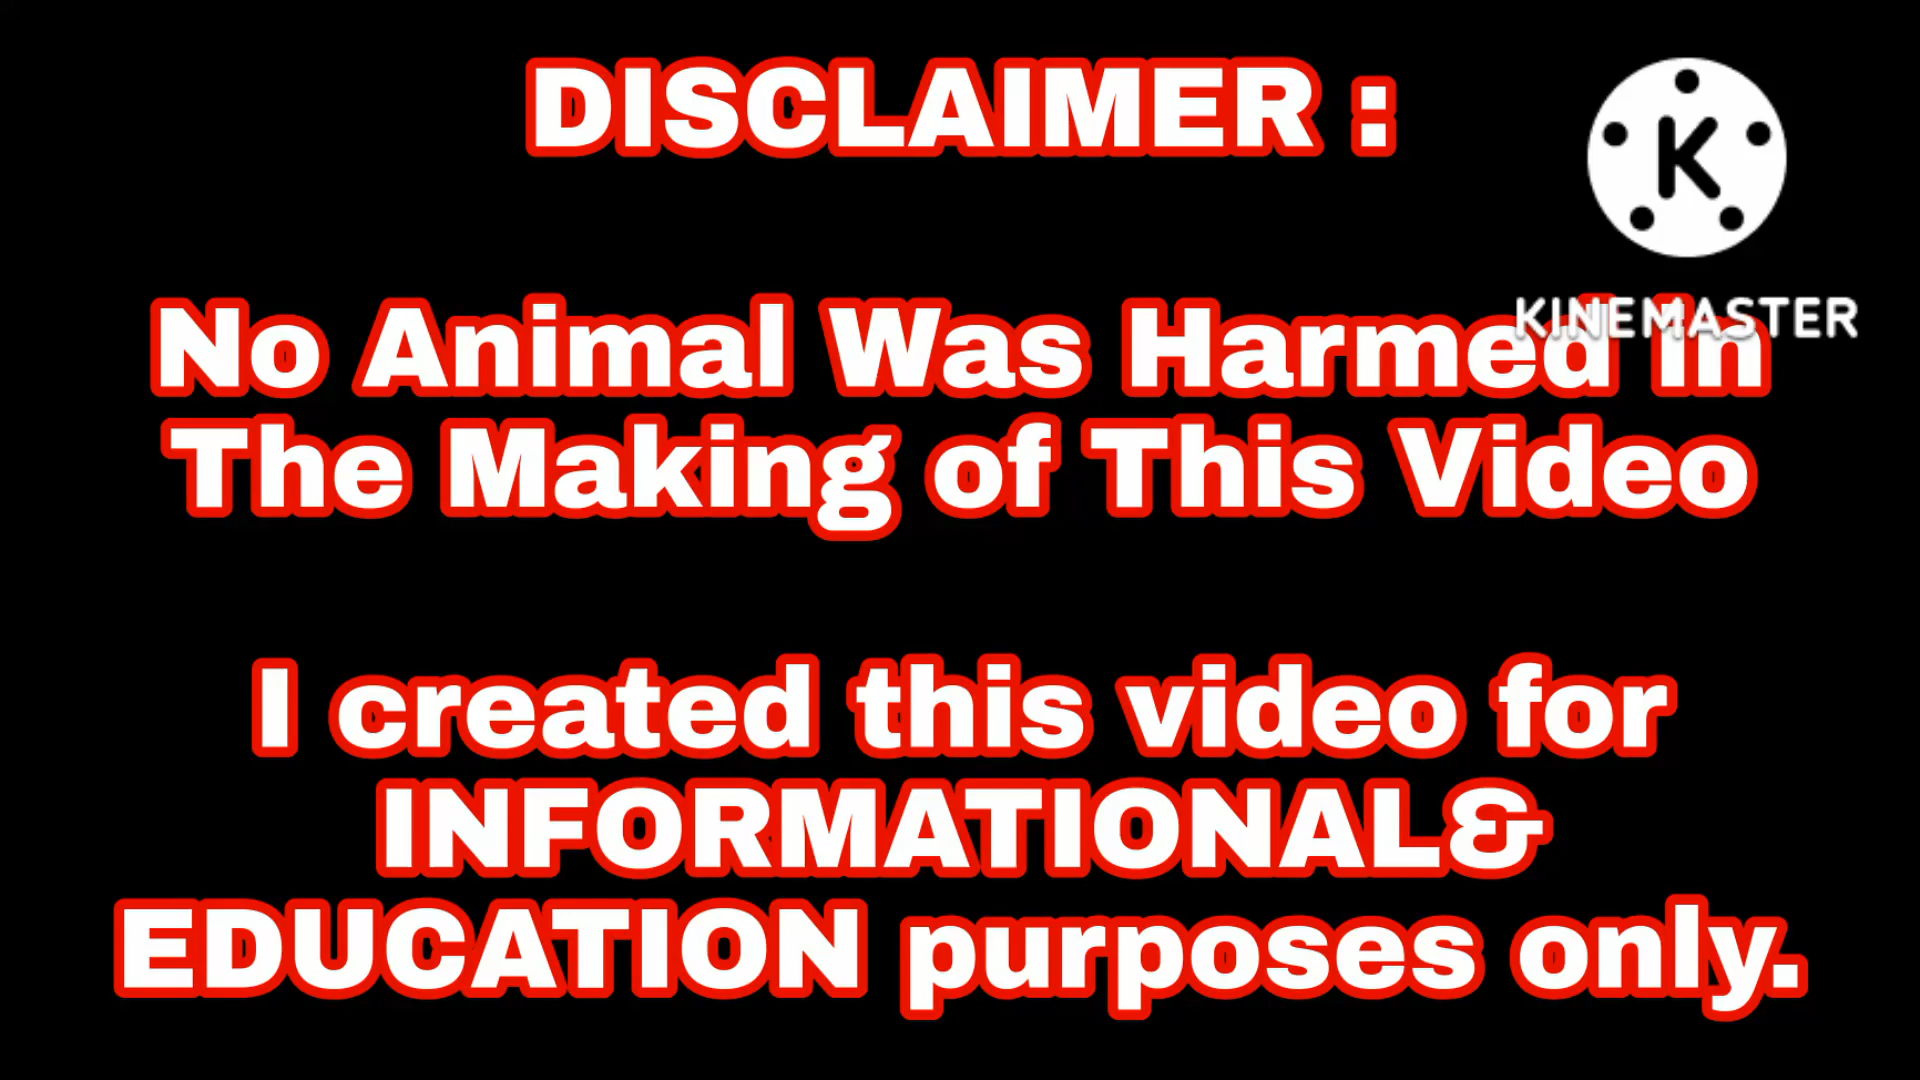 DISCLAIMER :
K
KINEMASTER
No Animal Was Harmed in
The Making of This Video
I created this video for
INFORMATIONAL&
EDUCATION purposes only.